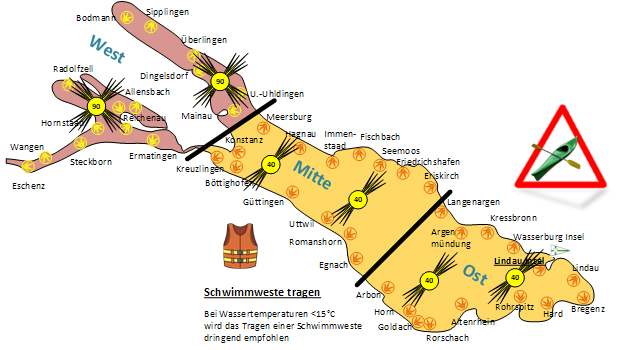 Bodmann
Sipplingen
Überlingen
West
Radolfzell
Dingelsdorf
90
Allensbach
U.-Uhldingen
90
Hornstaad
Reichenau
Mainau
Meersburg
Wangen
Konstanz
Hagnau
Immen-
staad
Fischbach
Steckborn
Ermatingen
Kreuzlingen
40
Seemoos
Friedrichshafen
Eschenz
Böttighofen
Mitte
Eriskirch
Güttingen
40
Langenargen
Uttwil
Kressbronn
Argen
mündung
Romanshorn
Wasserburg Insel
Egnach
Lindau Insel
Ost
Lindau
40
40
Schwimmweste tragen
Arbon
Rohrspitz
Bregenz
Bei Wassertemperaturen <15°C
wird das Tragen einer Schwimmweste
dringend empfohlen
Horn
Altenrhein
Hard
Goldach
Rorschach